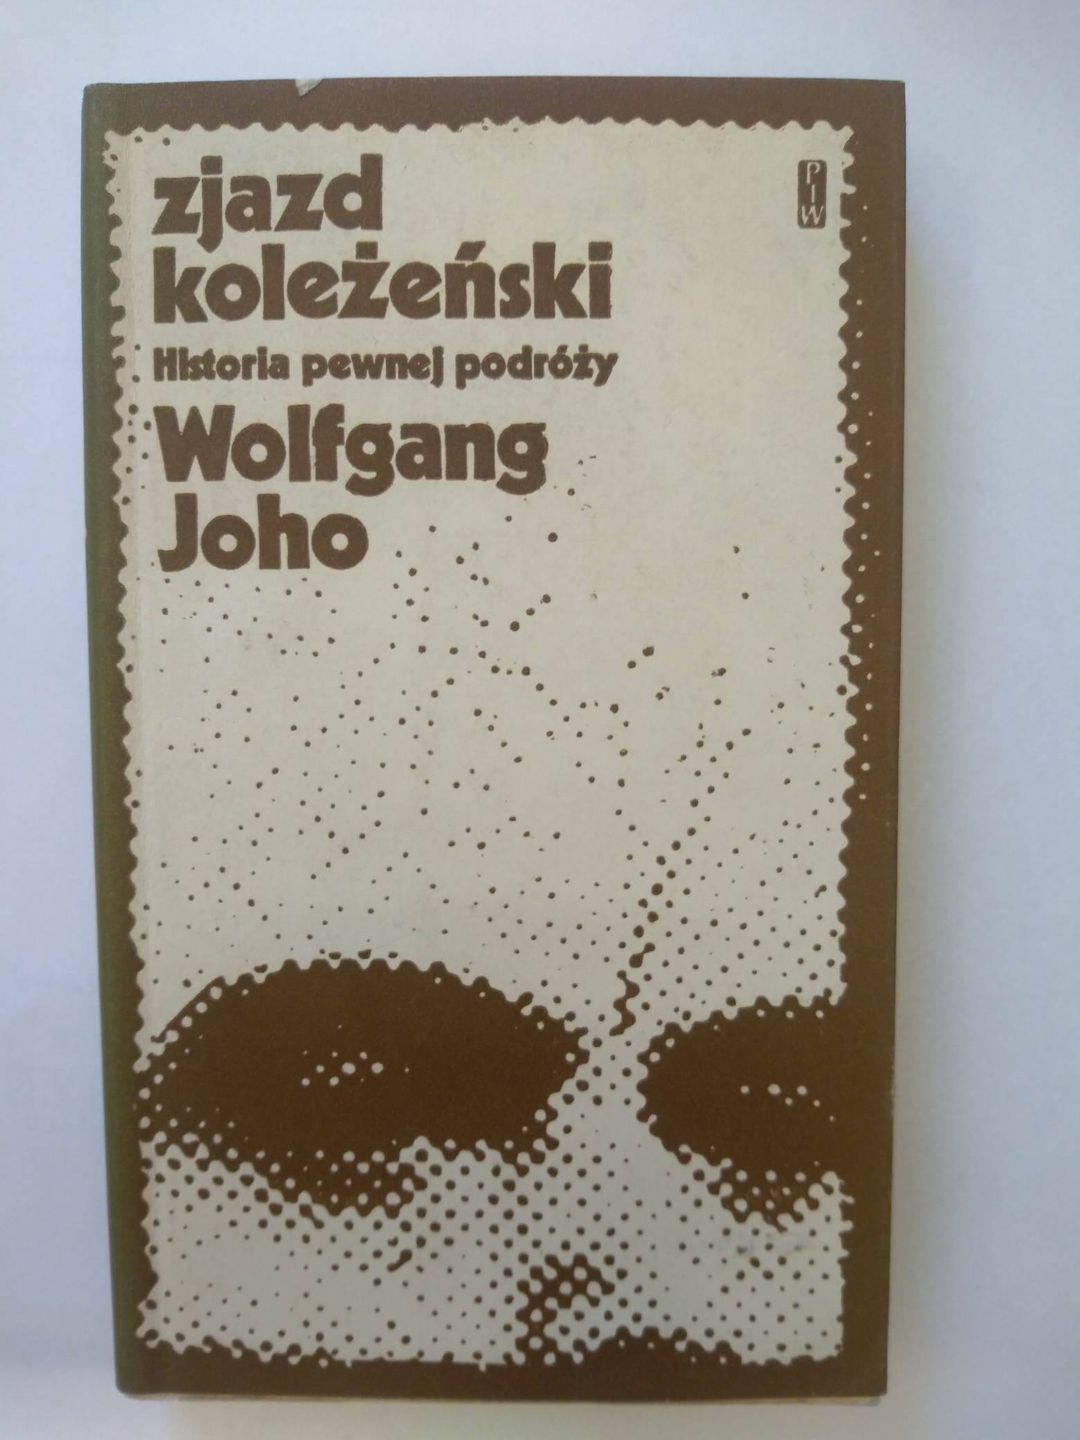 zjazd
koleżeński
Historia pewnej podróży
Wolfgang
Joho
PIW